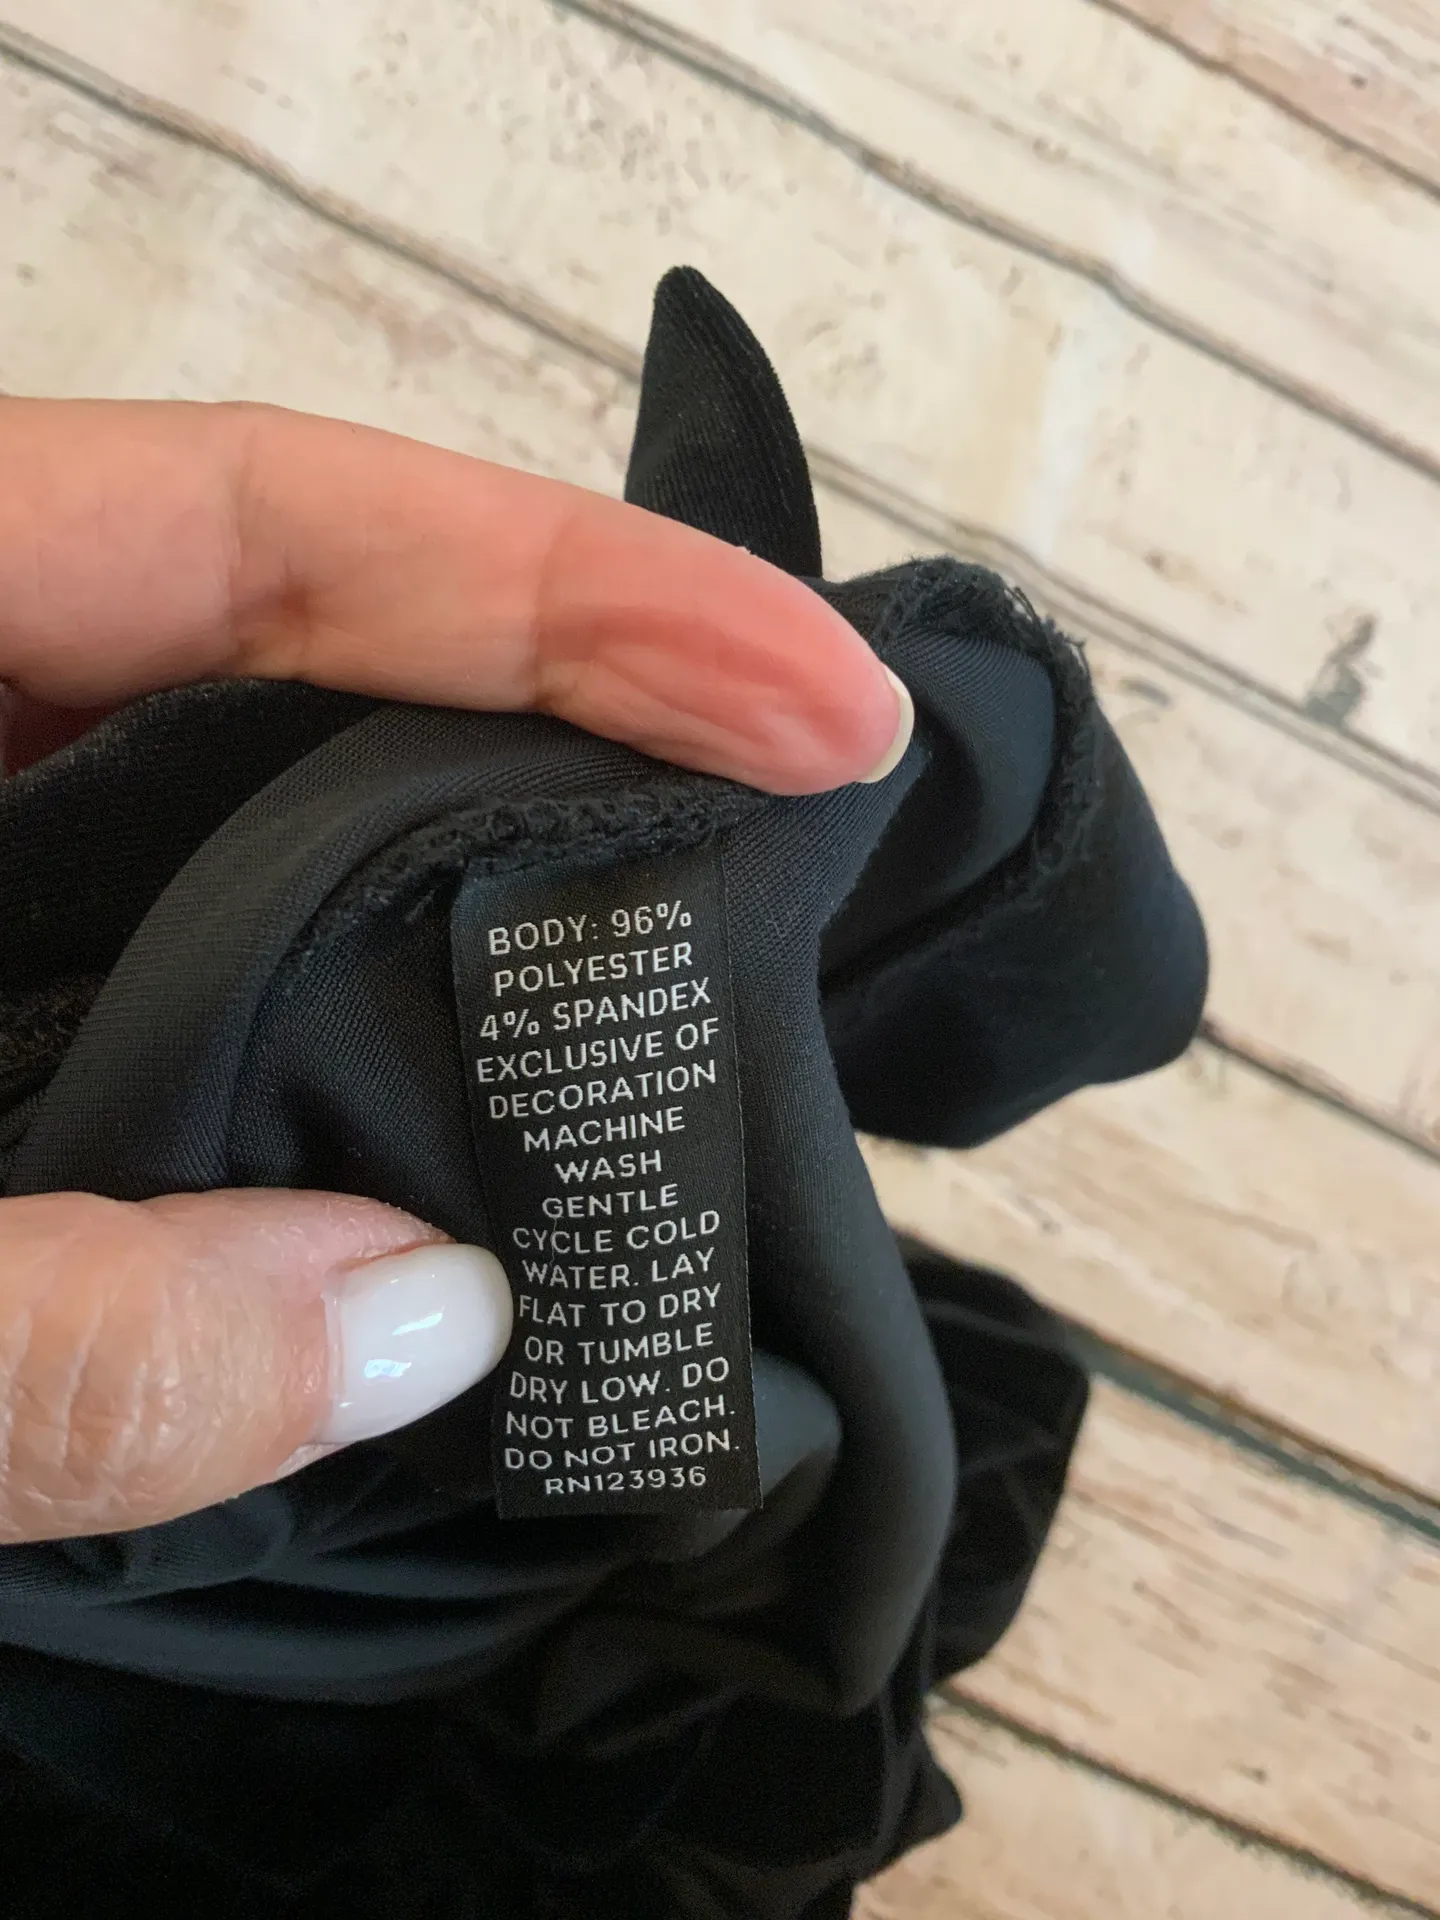 BODY: 96%
POLYESTER
4% SPANDEX
EXCLUSIVE OF
DECORATION
MACHINE
WASH
GENTLE
CYCLE COLD
WATER. LAY
FLAT TO DRY
OR TUMBLE
DRY LOW. DO
NOT BLEACH.
DO NOT IRON.
RN123936